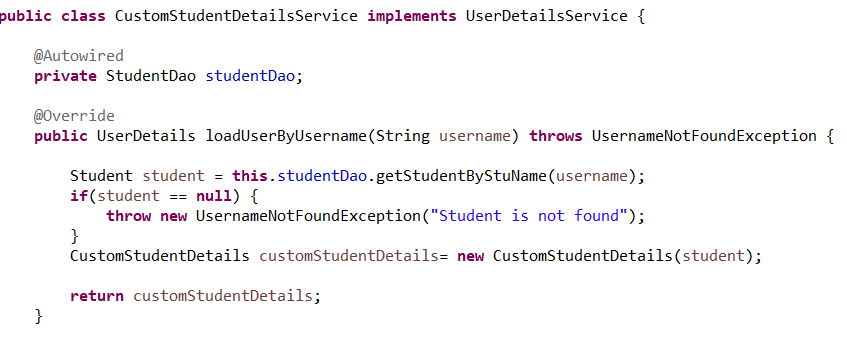 public class CustomStudentDetailsService implements UserDetailsService {
@Autowired
private StudentDao studentDao;
@Override
public UserDetails loadUserByUsername(String username) throws UsernameNotFoundException {
Student student = this.studentDao.getStudentByStuName(username);
if(student == null) {
throw new UsernameNotFoundException("Student is not found");
}
CustomStudentDetails customStudentDetails= new CustomStudentDetails(student);
return customStudentDetails;
}